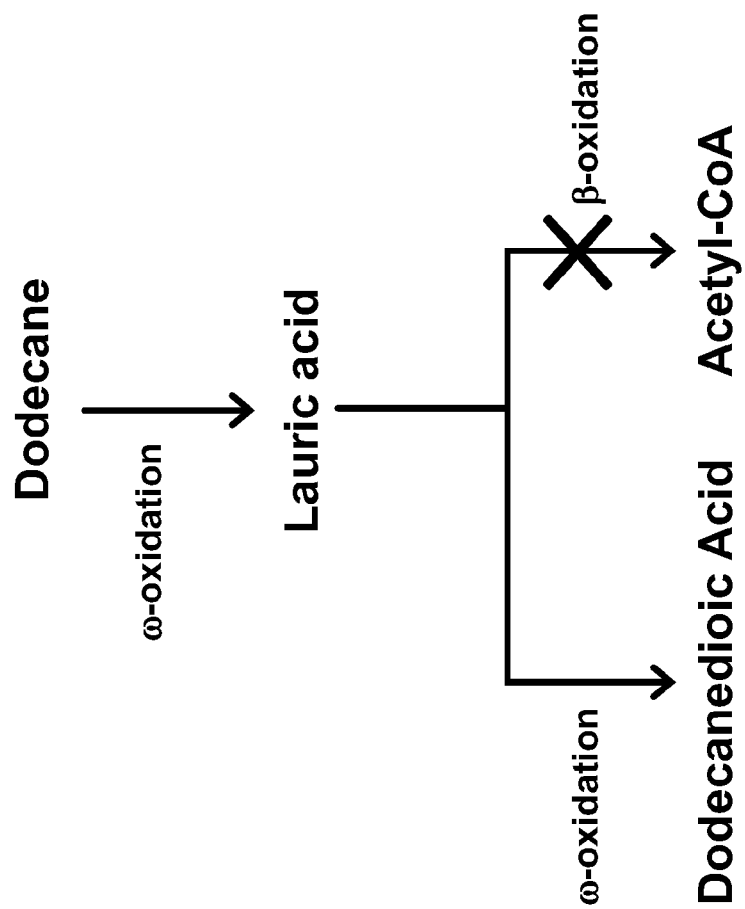 Dodecane
ω-oxidation
Lauric acid
ω-oxidation
β-oxidation
Dodecanedioic Acid
Acetyl-CoA